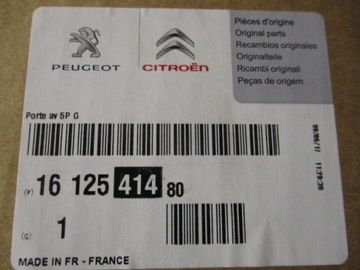 Pièces d'origine
Original parts
Recambios originales
Originalteile
Ricambi originali
Peças de origem
PEUGEOT
CITROËN
Porte av 5P G
(P) 16 125 414 80
(Q) 1
MADE IN FR - FRANCE